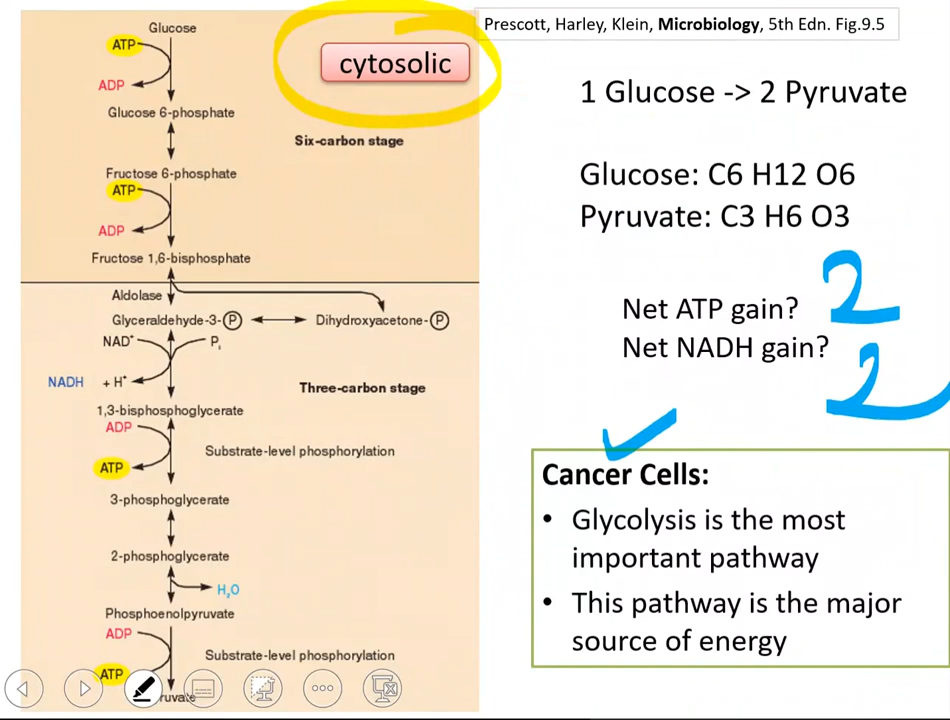 Prescott, Harley, Klein, Microbiology, 5th Edn. Fig.9.5
cytosolic
Glucose
ATP
ADP
Glucose 6-phosphate
Six-carbon stage
Fructose 6-phosphate
ATP
ADP
Fructose 1,6-bisphosphate
Aldolase
Glyceraldehyde-3-P
Dihydroxyacetone-P
NAD+
Pi
NADH + H+
Three-carbon stage
1,3-bisphosphoglycerate
ADP
Substrate-level phosphorylation
ATP
3-phosphoglycerate
2-phosphoglycerate
H2O
Phosphoenolpyruvate
ADP
Substrate-level phosphorylation
ATP
ruvate
1 Glucose -> 2 Pyruvate
Glucose: C6 H12 O6
Pyruvate: C3 H6 O3
Net ATP gain? 2
Net NADH gain? 2
Cancer Cells:
• Glycolysis is the most
important pathway
• This pathway is the major
source of energy